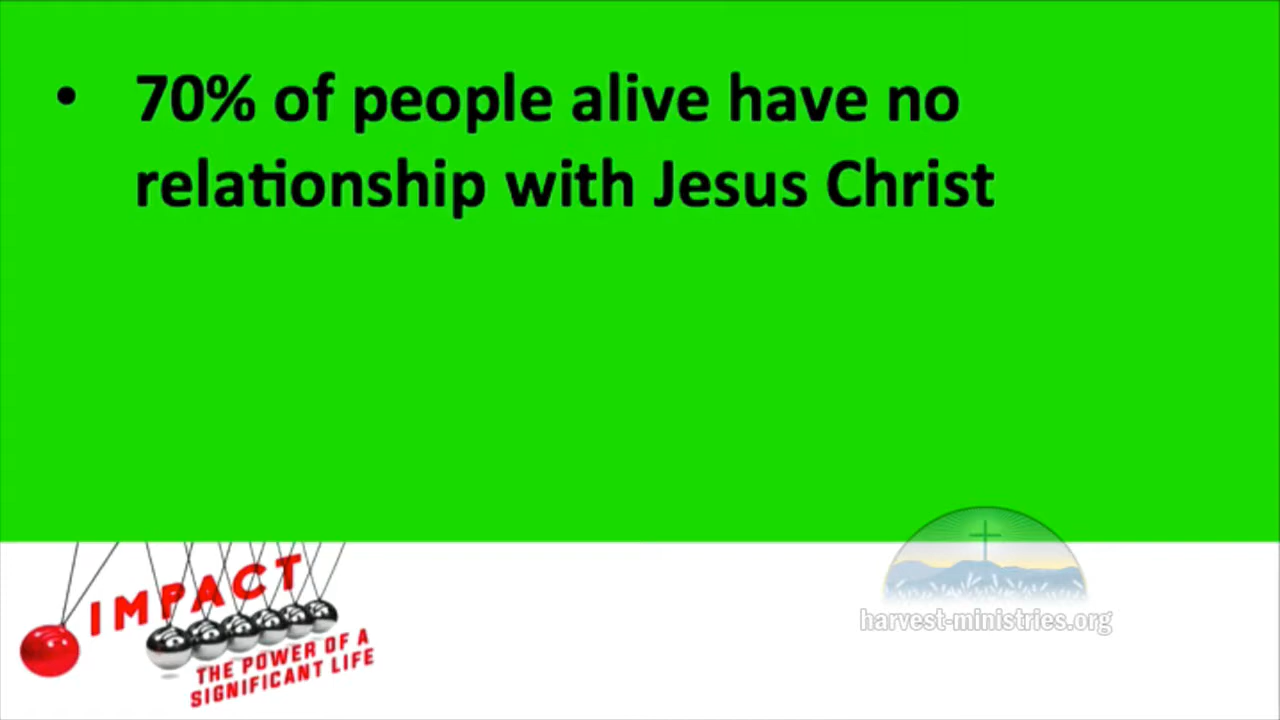 • 70% of people alive have no
relationship with Jesus Christ
IMPACT
THE POWER OF A
SIGNIFICANT LIFE
harvest-ministries.org